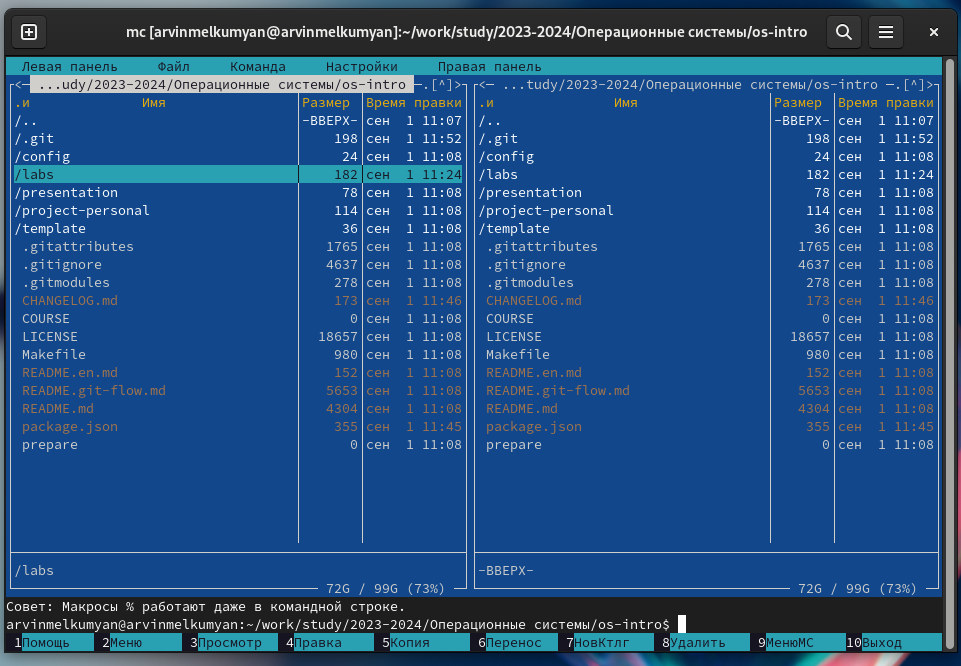 mc [arvinmelkumyan@arvinmelkumyan]:~/work/study/2023-2024/Операционные системы/os-intro
Левая панель Файл Команда Настройки Правая панель
<─ ...udy/2023-2024/Операционные системы/os-intro ─.[^]> <─ ...tudy/2023-2024/Операционные системы/os-intro ─.[^]>
.и Имя Размер Время правки .и Имя Размер Время правки
/.. -ВВЕРХ- сен 1 11:07 /.. -ВВЕРХ- сен 1 11:07
/.git 198 сен 1 11:52 /.git 198 сен 1 11:52
/config 24 сен 1 11:08 /config 24 сен 1 11:08
/labs 182 сен 1 11:24 /labs 182 сен 1 11:24
/presentation 78 сен 1 11:08 /presentation 78 сен 1 11:08
/project-personal 114 сен 1 11:08 /project-personal 114 сен 1 11:08
/template 36 сен 1 11:08 /template 36 сен 1 11:08
.gitattributes 1765 сен 1 11:08 .gitattributes 1765 сен 1 11:08
.gitignore 4637 сен 1 11:08 .gitignore 4637 сен 1 11:08
.gitmodules 278 сен 1 11:08 .gitmodules 278 сен 1 11:08
CHANGELOG.md 173 сен 1 11:46 CHANGELOG.md 173 сен 1 11:46
COURSE 0 сен 1 11:08 COURSE 0 сен 1 11:08
LICENSE 18657 сен 1 11:08 LICENSE 18657 сен 1 11:08
Makefile 980 сен 1 11:08 Makefile 980 сен 1 11:08
README.en.md 152 сен 1 11:08 README.en.md 152 сен 1 11:08
README.git-flow.md 5653 сен 1 11:08 README.git-flow.md 5653 сен 1 11:08
README.md 4304 сен 1 11:08 README.md 4304 сен 1 11:08
package.json 355 сен 1 11:45 package.json 355 сен 1 11:45
prepare 0 сен 1 11:08 prepare 0 сен 1 11:08
/labs -ВВЕРХ-
72G / 99G (73%) 72G / 99G (73%)
Совет: Макросы % работают даже в командной строке.
arvinmelkumyan@arvinmelkumyan:~/work/study/2023-2024/Операционные системы/os-intro$
1Помощь 2Меню 3Просмотр 4Правка 5Копия 6Перенос 7НовКтлг 8Удалить 9МенюМС 10Выход